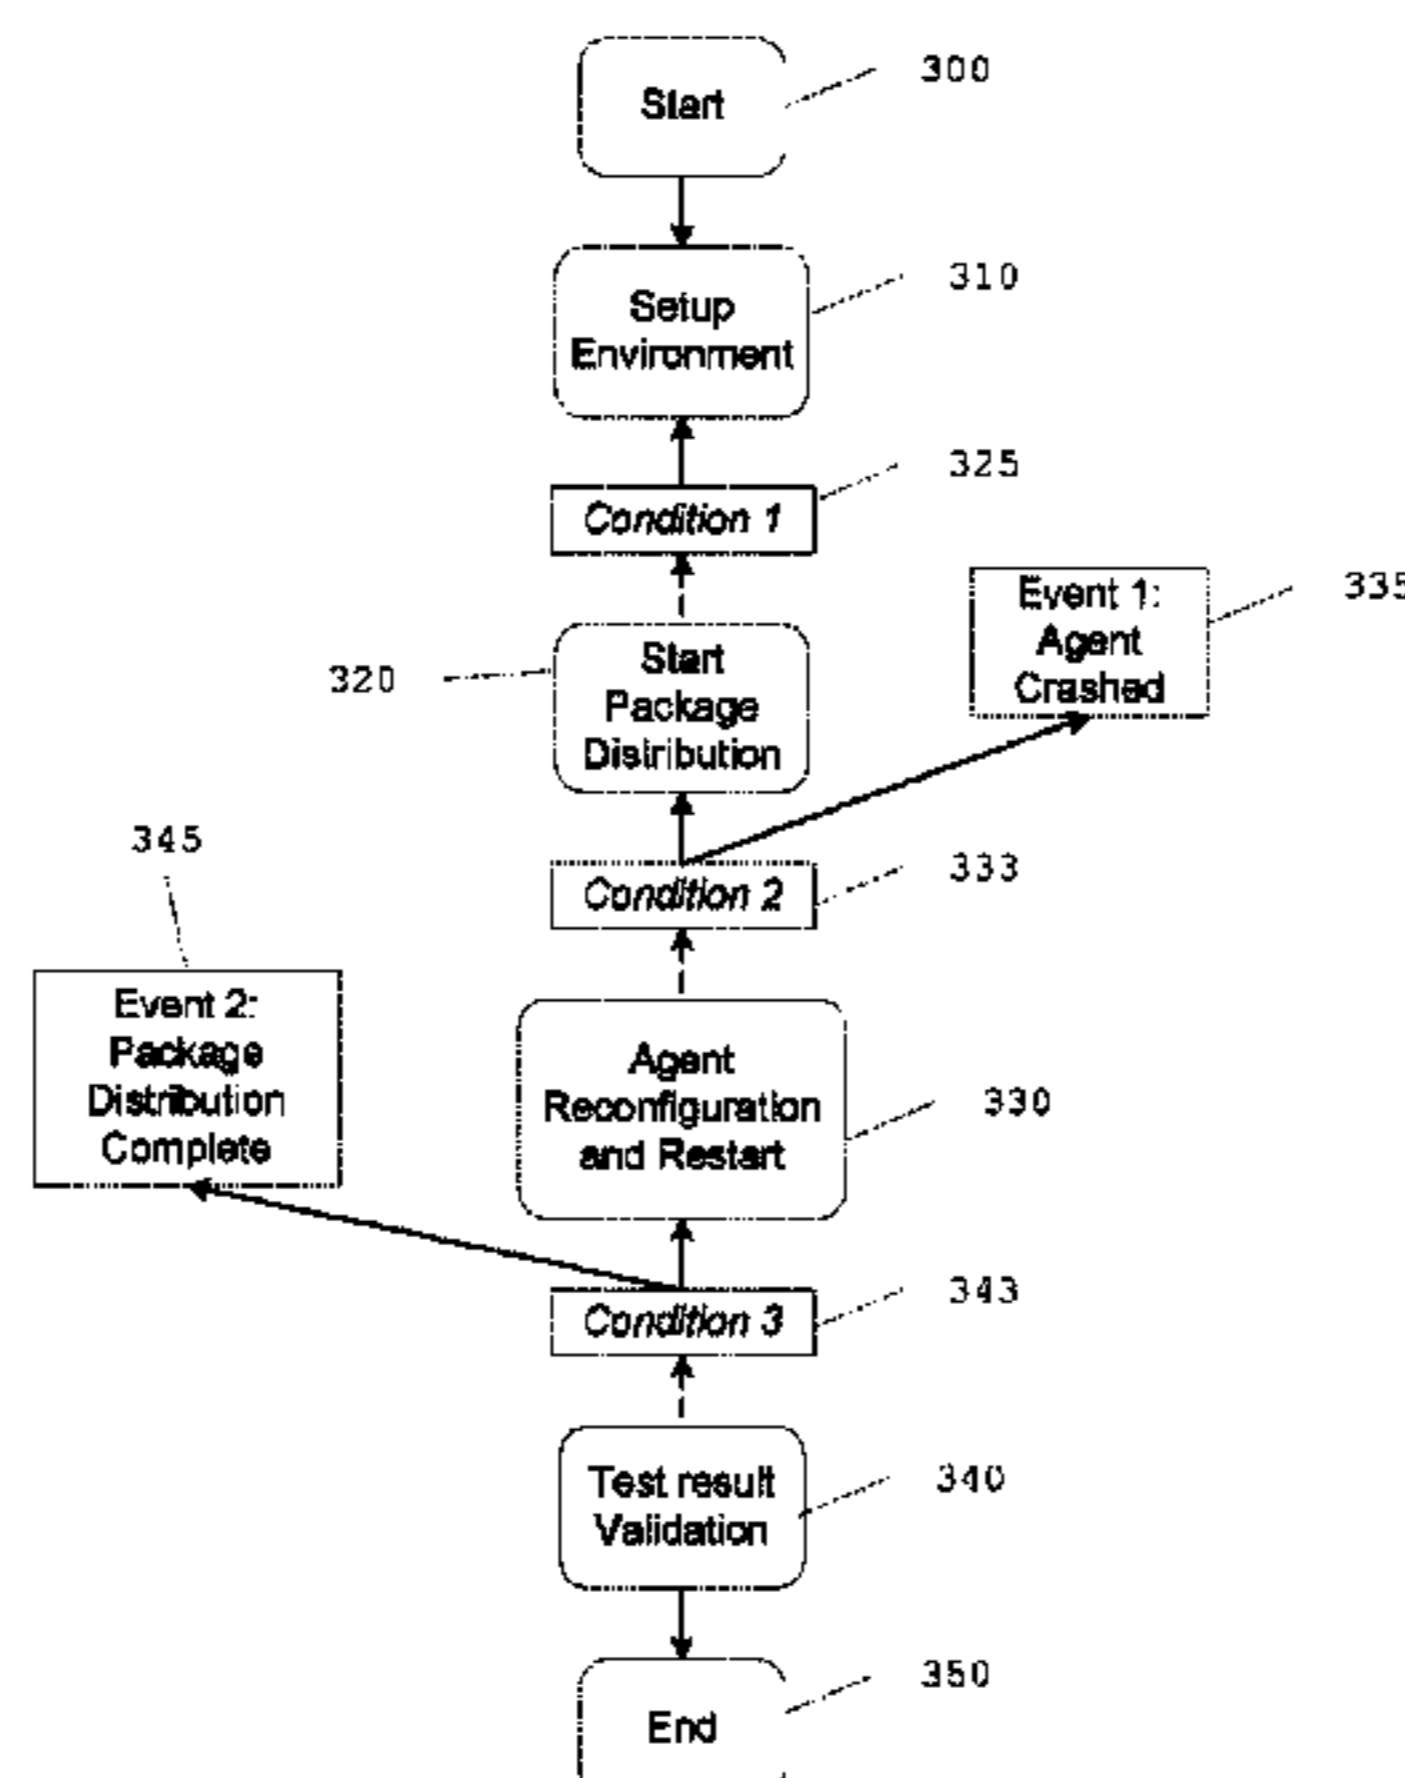 Start
300
Setup
Environment
310
Condition 1
325
Event 1:
Agent
Crashed
335
Start
Package
Distribution
320
345
Condition 2
333
Event 2:
Package
Distribution
Complete
Agent
Reconfiguration
and Restart
330
Condition 3
343
Test result
Validation
340
End
350